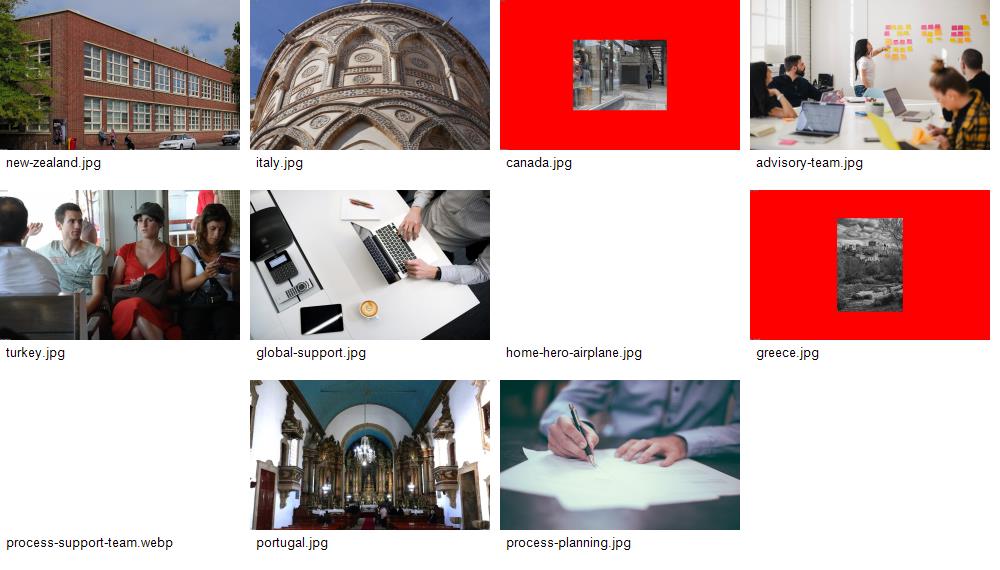 new-zealand.jpg
italy.jpg
canada.jpg
advisory-team.jpg
turkey.jpg
global-support.jpg
home-hero-airplane.jpg
greece.jpg
process-support-team.webp
portugal.jpg
process-planning.jpg